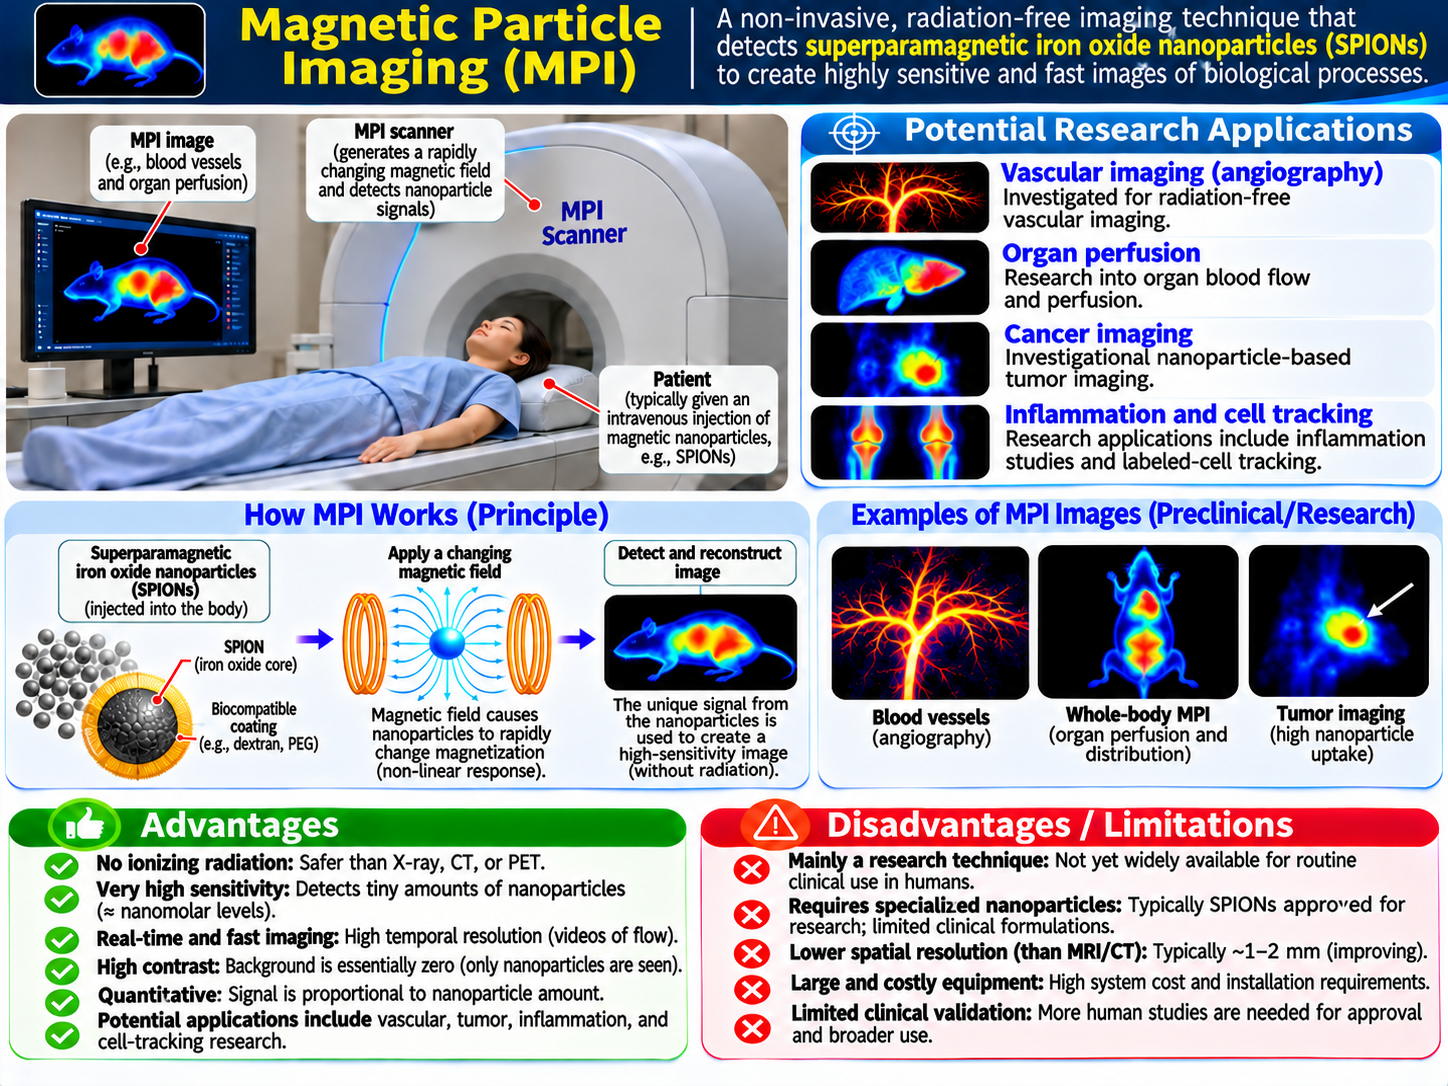 Magnetic Particle
Imaging (MPI)
A non-invasive, radiation-free imaging technique that
detects superparamagnetic iron oxide nanoparticles (SPIONs)
to create highly sensitive and fast images of biological processes.
MPI image
(e.g., blood vessels
and organ perfusion)
MPI scanner
(generates a rapidly
changing magnetic field
and detects nanoparticle
signals)
MPI
Scanner
Patient
(typically given an
intravenous injection of
magnetic nanoparticles,
e.g., SPIONs)
Potential Research Applications
Vascular imaging (angiography)
Investigated for radiation-free
vascular imaging.
Organ perfusion
Research into organ blood flow
and perfusion.
Cancer imaging
Investigational nanoparticle-based
tumor imaging.
Inflammation and cell tracking
Research applications include inflammation
studies and labeled-cell tracking.
How MPI Works (Principle)
Superparamagnetic
iron oxide nanoparticles
(SPIONs)
(injected into the body)
SPION
(iron oxide core)
Biocompatible
coating
(e.g., dextran, PEG)
Apply a changing
magnetic field
Magnetic field causes
nanoparticles to rapidly
change magnetization
(non-linear response).
Detect and reconstruct
image
The unique signal from
the nanoparticles is
used to create a
high-sensitivity image
(without radiation).
Examples of MPI Images (Preclinical/Research)
Blood vessels
(angiography)
Whole-body MPI
(organ perfusion and
distribution)
Tumor imaging
(high nanoparticle
uptake)
Advantages
No ionizing radiation: Safer than X-ray, CT, or PET.
Very high sensitivity: Detects tiny amounts of nanoparticles
(≈ nanomolar levels).
Real-time and fast imaging: High temporal resolution (videos of flow).
High contrast: Background is essentially zero (only nanoparticles are seen).
Quantitative: Signal is proportional to nanoparticle amount.
Potential applications include vascular, tumor, inflammation, and
cell-tracking research.
Disadvantages / Limitations
Mainly a research technique: Not yet widely available for routine
clinical use in humans.
Requires specialized nanoparticles: Typically SPIONs approved for
research; limited clinical formulations.
Lower spatial resolution (than MRI/CT): Typically ~1–2 mm (improving).
Large and costly equipment: High system cost and installation requirements.
Limited clinical validation: More human studies are needed for approval
and broader use.